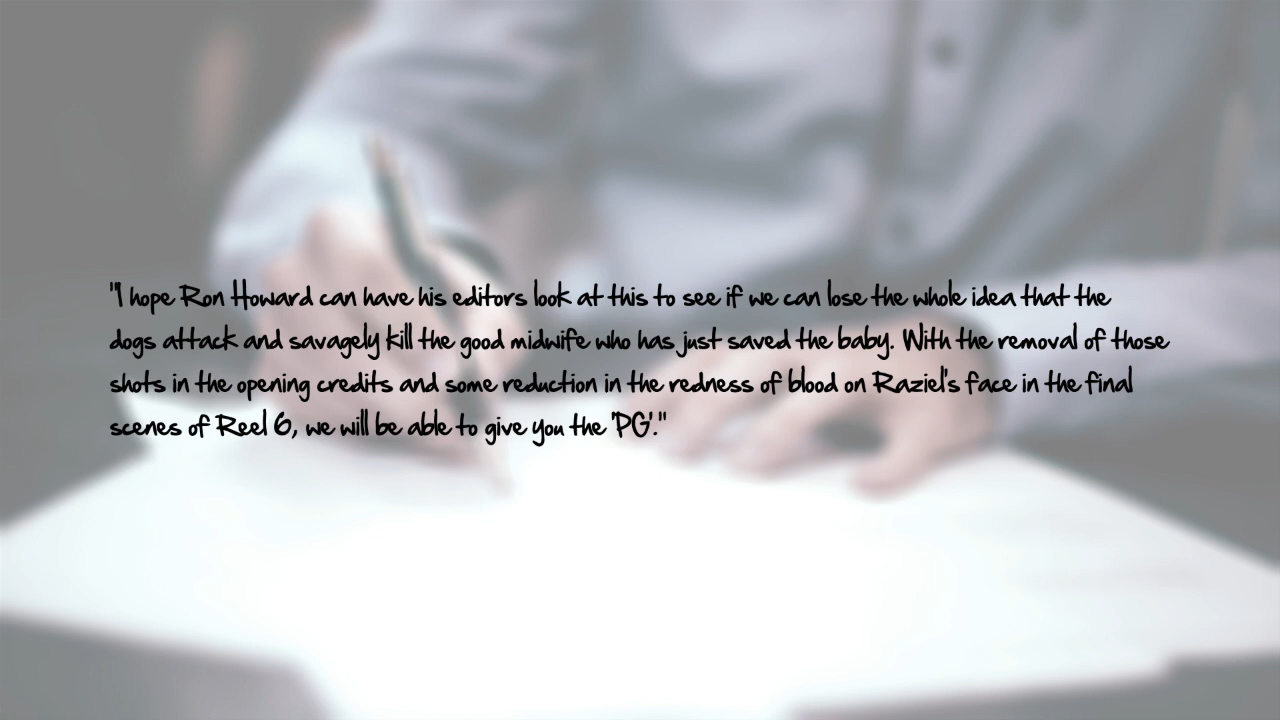 "I hope Ron Howard can have his editors look at this to see if we can lose the whole idea that the
dogs attack and savagely kill the good midwife who has just saved the baby. With the removal of those
shots in the opening credits and some reduction in the redness of blood on Raziel's face in the final
scenes of Reel 6, we will be able to give you the 'PG'."